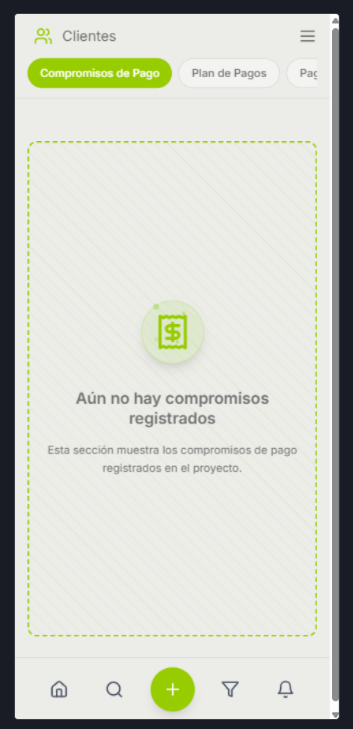 Clientes
Compromisos de Pago
Plan de Pagos
Pag
Aún no hay compromisos
registrados
Esta sección muestra los compromisos de pago
registrados en el proyecto.